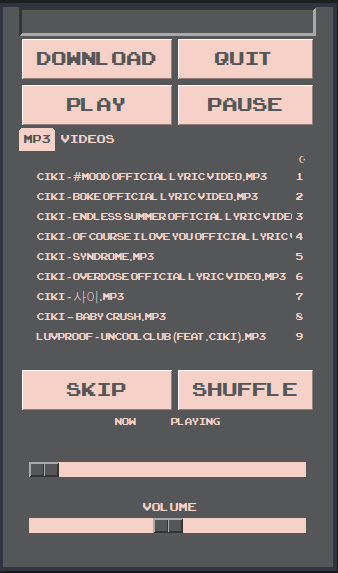 DOWNLOAD QUIT
PLAY PAUSE
MP3 VIDEOS
CIKI - #MOOD OFFICIAL LYRIC VIDEO.MP3 1
CIKI - BOKE OFFICIAL LYRIC VIDEO.MP3 2
CIKI - ENDLESS SUMMER OFFICIAL LYRIC VIDE 3
CIKI - OF COURSE I LOVE YOU OFFICIAL LYRIC 4
CIKI - SYNDROME.MP3 5
CIKI - OVERDOSE OFFICIAL LYRIC VIDEO.MP3 6
CIKI - 사이.MP3 7
CIKI – BABY CRUSH.MP3 8
LUVPROOF - UNCOOL CLUB (FEAT. CIKI).MP3 9
SKIP SHUFFLE
NOW PLAYING
VOLUME